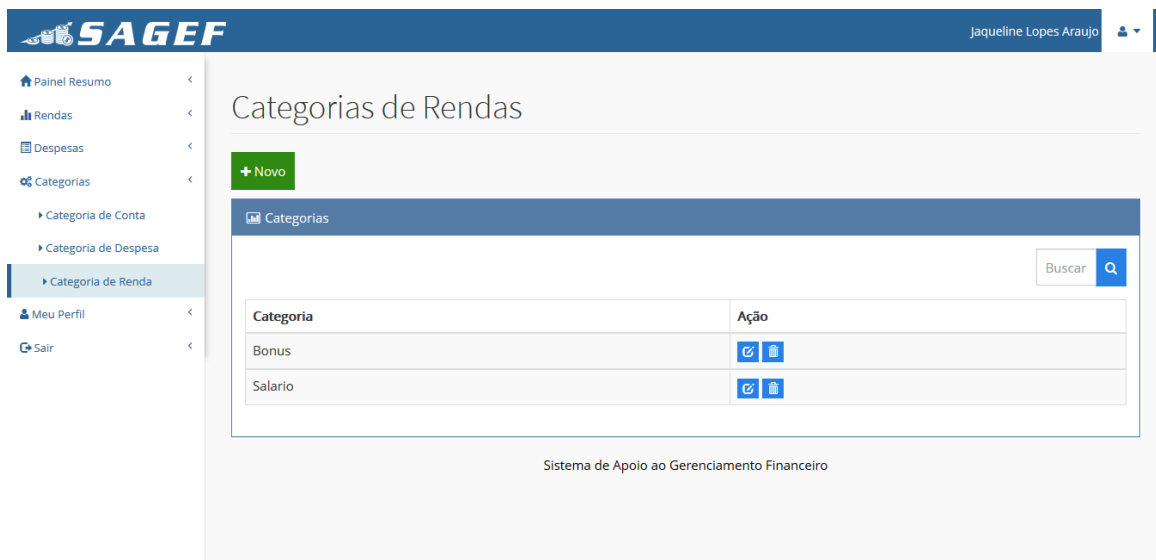 SAGEF
Jaqueline Lopes Araujo
Painel Resumo
Rendas
Despesas
Categorias
Categoria de Conta
Categoria de Despesa
Categoria de Renda
Meu Perfil
Sair
Categorias de Rendas
+ Novo
Categorias
Buscar
Categoria Ação
Bonus
Salario
Sistema de Apoio ao Gerenciamento Financeiro